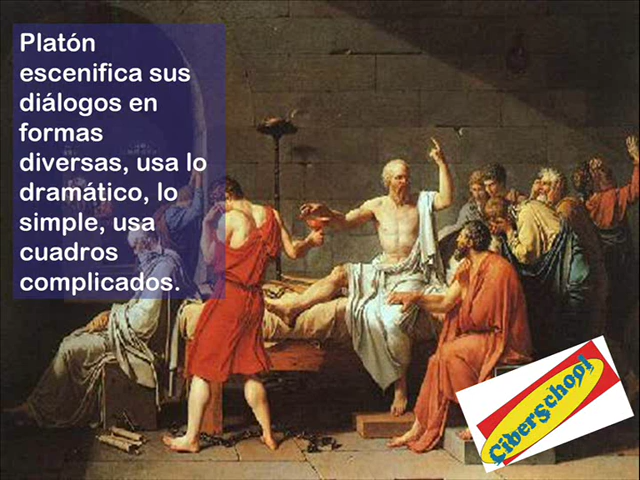 Platón
escenifica sus
diálogos en
formas
diversas, usa lo
dramático, lo
simple, usa
cuadros
complicados.
CiberSchool